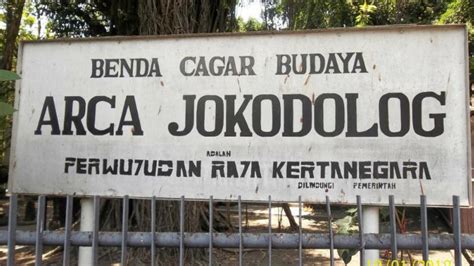 BENDA CAGAR BUDAYA
ARCA JOKODOLOG
ADALAH
PERWUJUDAN RAJA KERTANEGARA
DILINDUNGI PEMERINTAH